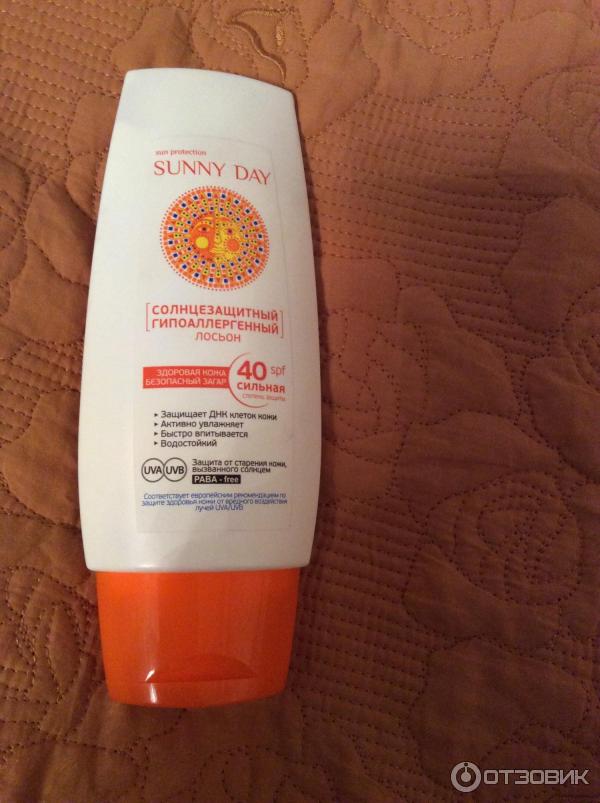 sun protection
SUNNY DAY
СОЛНЦЕЗАЩИТНЫЙ
ГИПОАЛЛЕРГЕННЫЙ
ЛОСЬОН
ЗДОРОВАЯ КОЖА
БЕЗОПАСНЫЙ ЗАГАР
40 spf
СИЛЬНАЯ
СТЕПЕНЬ ЗАЩИТЫ
▸ Защищает ДНК клеток кожи
▸ Активно увлажняет
▸ Быстро впитывается
▸ Водостойкий
UVA UVB
Защита от старения кожи,
вызванного солнцем
PABA - free
Соответствует европейским рекомендациям по
защите здоровья кожи от вредного воздействия
лучей UVA/UVB
ОТЗОВИК